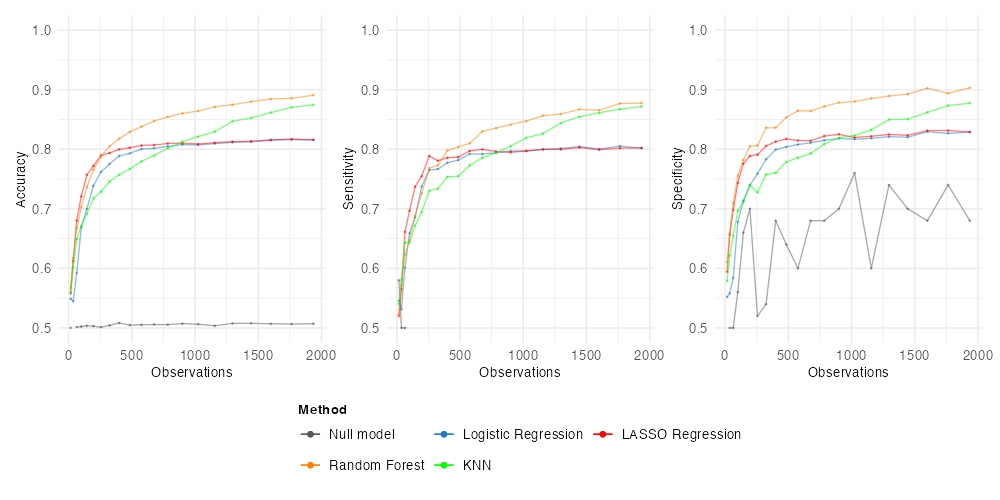 1.0 1.0 1.0
0.9 0.9 0.9
0.8 0.8 0.8
Accuracy Sensitivity Specificity
0.7 0.7 0.7
0.6 0.6 0.6
0.5 0.5 0.5
0 500 1000 1500 2000 0 500 1000 1500 2000 0 500 1000 1500 2000
Observations Observations Observations
Method
Null model Logistic Regression LASSO Regression
Random Forest KNN